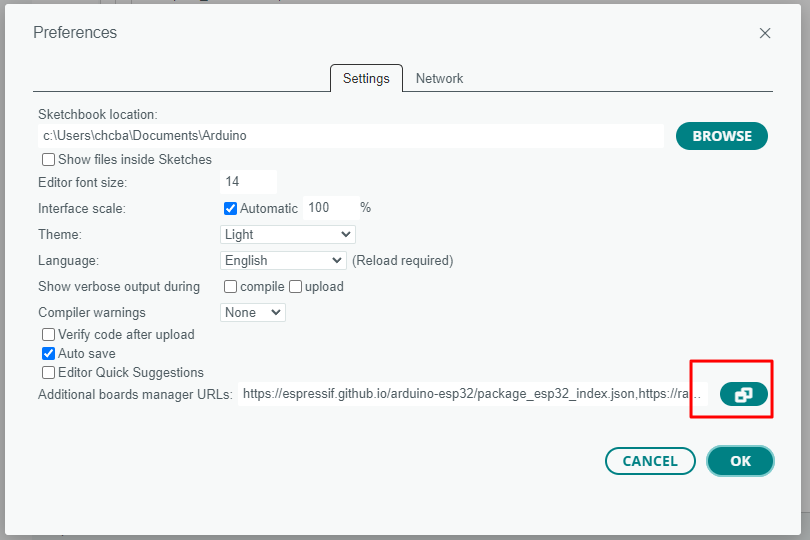 Preferences
Settings Network
Sketchbook location:
c:\Users\chcba\Documents\Arduino
BROWSE
Show files inside Sketches
Editor font size: 14
Interface scale: Automatic 100 %
Theme: Light
Language: English (Reload required)
Show verbose output during compile upload
Compiler warnings None
Verify code after upload
Auto save
Editor Quick Suggestions
Additional boards manager URLs: https://espressif.github.io/arduino-esp32/package_esp32_index.json,https://ra...
CANCEL OK